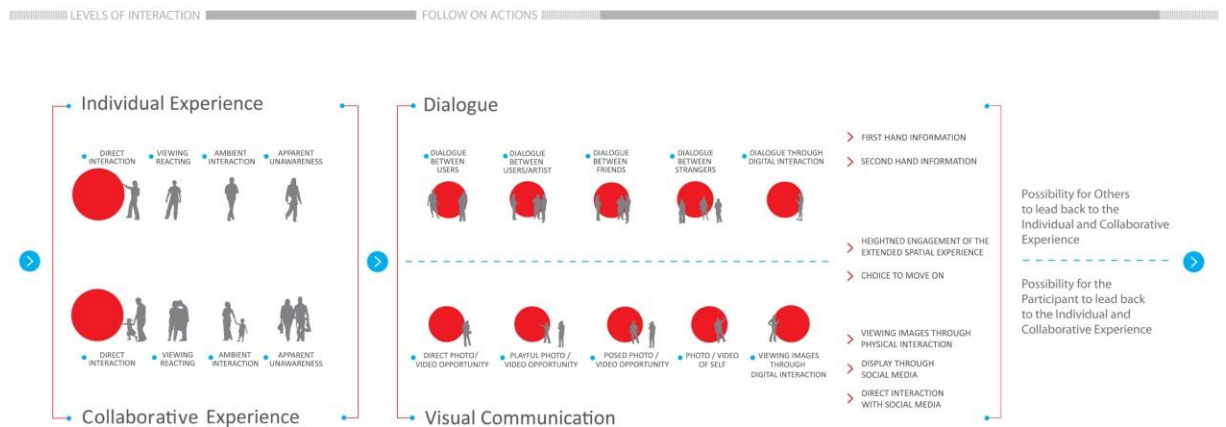 LEVELS OF INTERACTION
FOLLOW ON ACTIONS
Individual Experience
DIRECT
INTERACTION
VIEWING
REACTING
AMBIENT
INTERACTION
APPARENT
UNAWARENESS
DIRECT
INTERACTION
VIEWING
REACTING
AMBIENT
INTERACTION
APPARENT
UNAWARENESS
Collaborative Experience
Dialogue
DIALOGUE
BETWEEN
USERS
DIALOGUE
BETWEEN
USERS/ARTIST
DIALOGUE
BETWEEN
FRIENDS
DIALOGUE
BETWEEN
STRANGERS
DIALOGUE THROUGH
DIGITAL INTERACTION
DIRECT PHOTO/
VIDEO OPPORTUNITY
PLAYFUL PHOTO /
VIDEO OPPORTUNITY
POSED PHOTO /
VIDEO OPPORTUNITY
PHOTO / VIDEO
OF SELF
VIEWING IMAGES
THROUGH
DIGITAL INTERACTION
Visual Communication
FIRST HAND INFORMATION
SECOND HAND INFORMATION
HEIGHTNED ENGAGEMENT OF THE
EXTENDED SPATIAL EXPERIENCE
CHOICE TO MOVE ON
VIEWING IMAGES THROUGH
PHYSICAL INTERACTION
DISPLAY THROUGH
SOCIAL MEDIA
DIRECT INTERACTION
WITH SOCIAL MEDIA
Possibility for Others
to lead back to the
Individual and Collaborative
Experience
Possibility for the
Participant to lead back
to the Individual and
Collaborative Experience